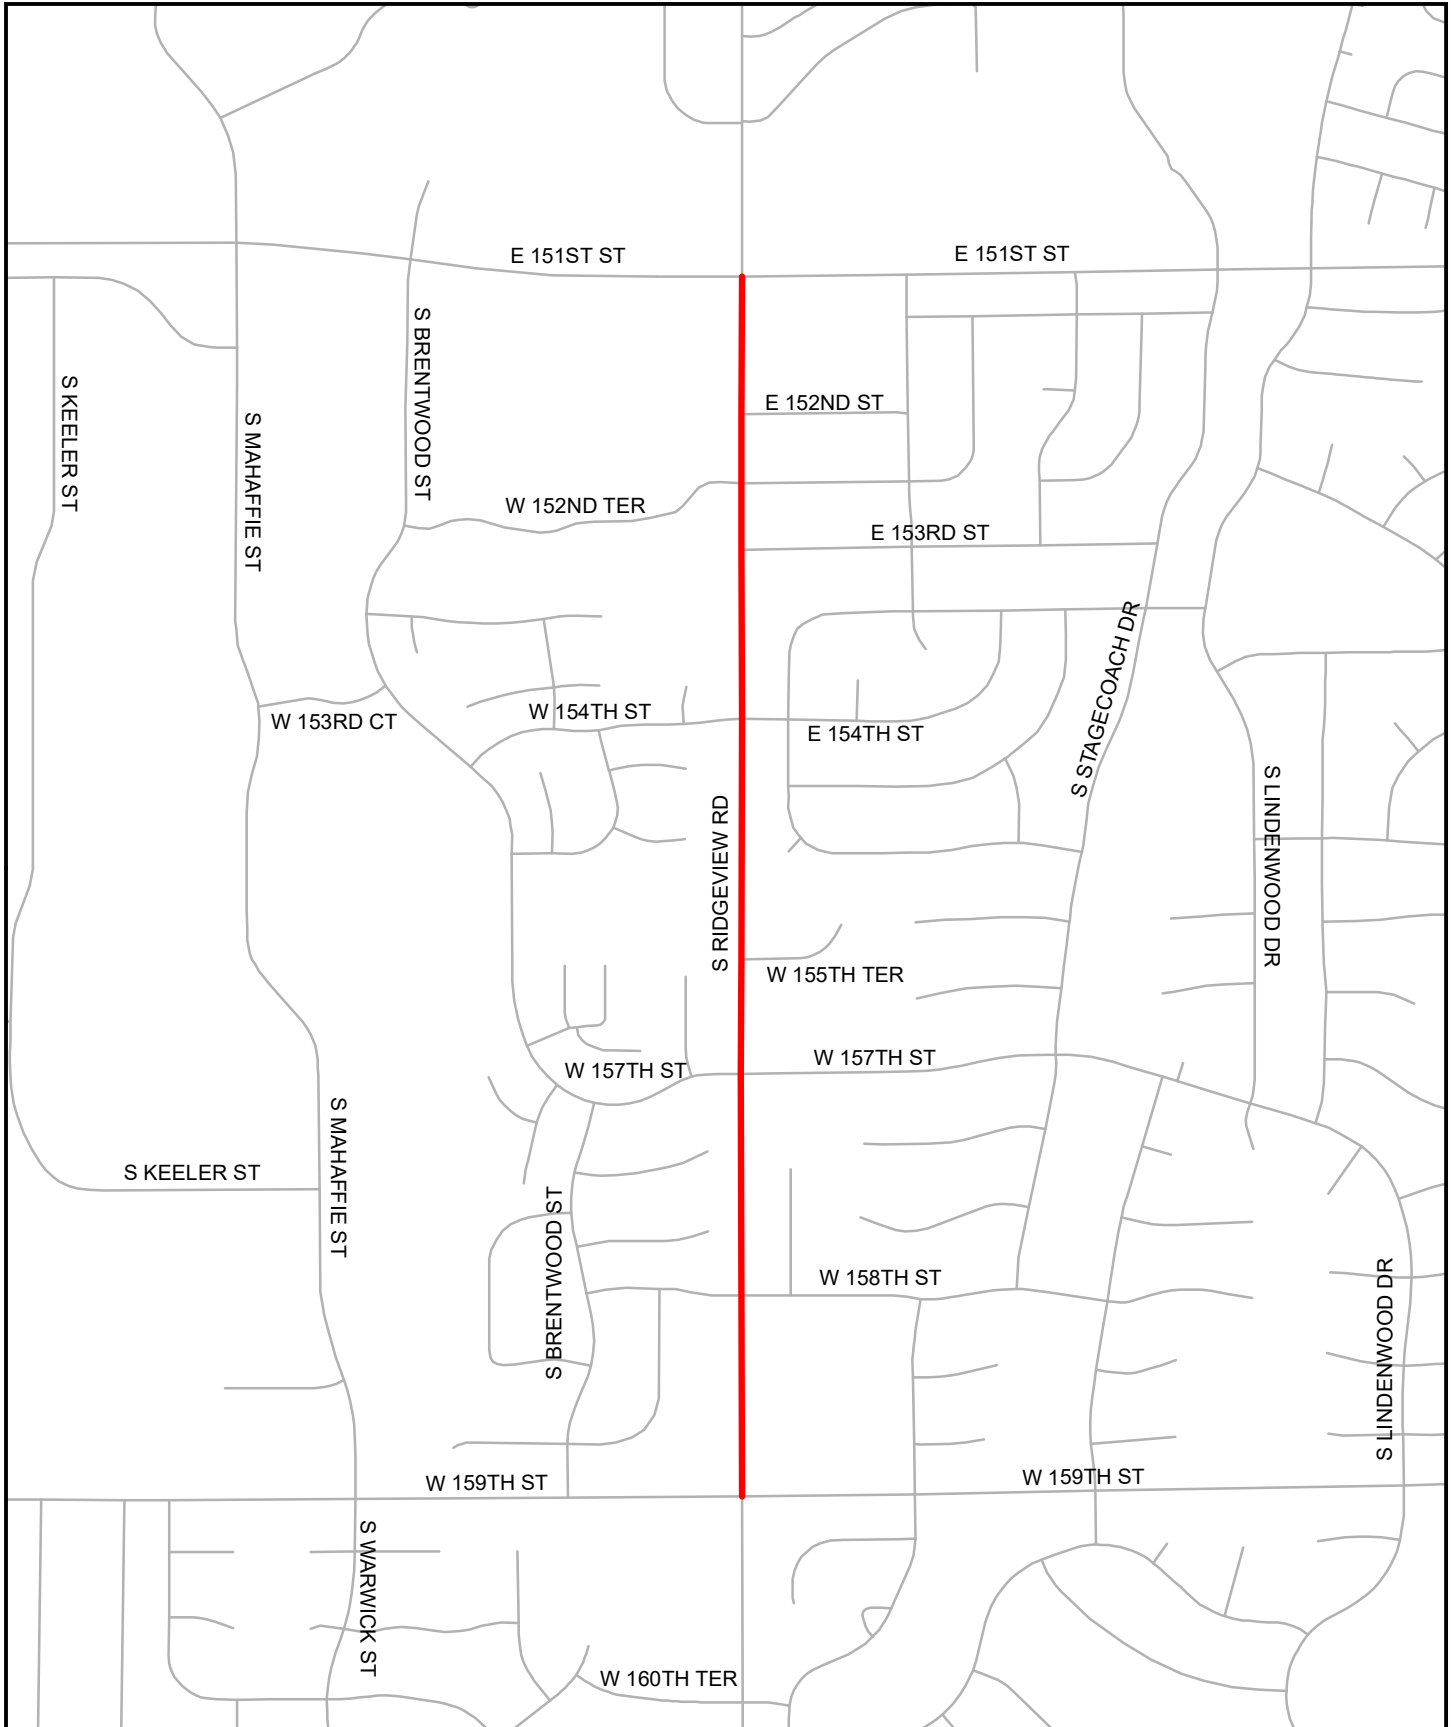 E 151ST ST
E 151ST ST
S BRENTWOOD ST
S KEELER ST
S MAHAFFIE ST
E 152ND ST
W 152ND TER
E 153RD ST
S STAGECOACH DR
W 153RD CT
W 154TH ST
E 154TH ST
S LINDENWOOD DR
S RIDGEVIEW RD
W 155TH TER
W 157TH ST
W 157TH ST
S MAHAFFIE ST
S KEELER ST
S BRENTWOOD ST
W 158TH ST
S LINDENWOOD DR
W 159TH ST
W 159TH ST
S WARWICK ST
W 160TH TER